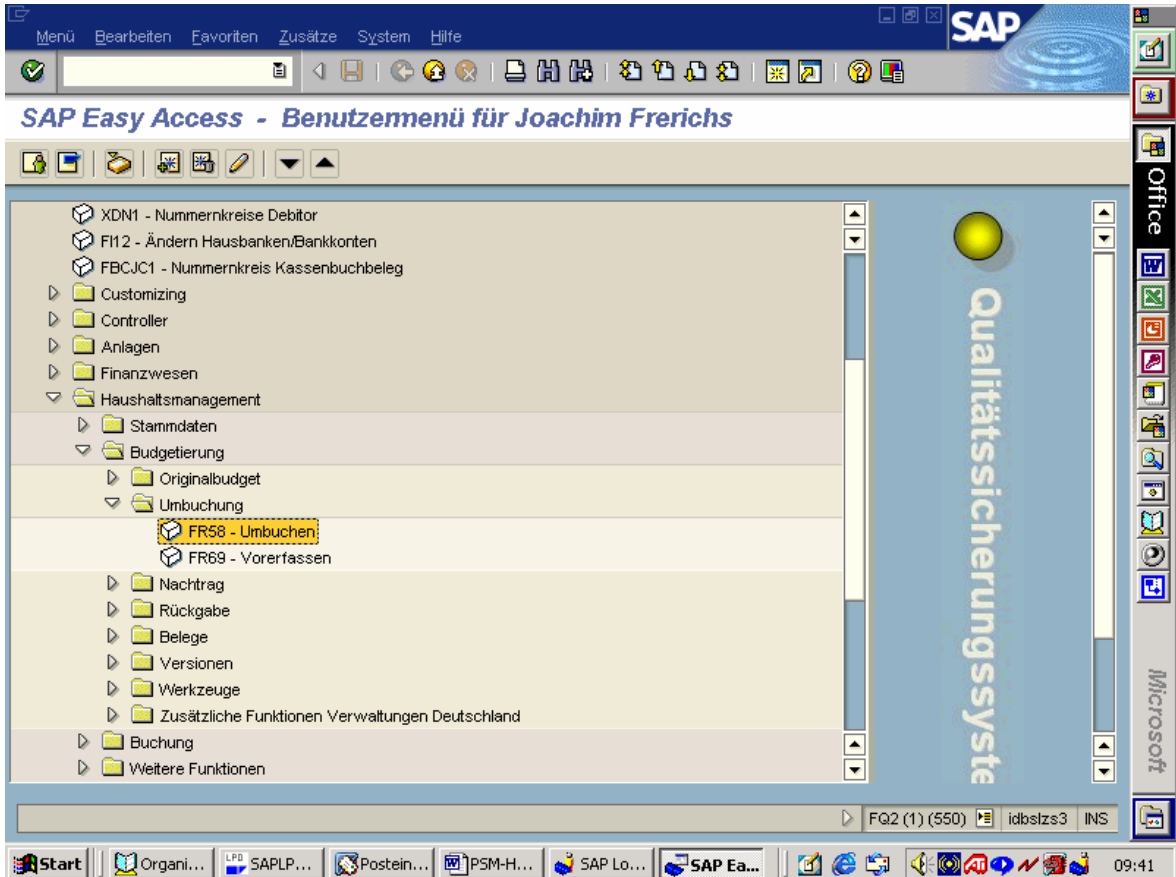 Menü Bearbeiten Favoriten Zusätze System Hilfe
SAP
SAP Easy Access - Benutzermenü für Joachim Frerichs
XDN1 - Nummernkreise Debitor
FI12 - Ändern Hausbanken/Bankkonten
FBCJC1 - Nummernkreis Kassenbuchbeleg
Customizing
Controller
Anlagen
Finanzwesen
Haushaltsmanagement
Stammdaten
Budgetierung
Originalbudget
Umbuchung
FR58 - Umbuchen
FR69 - Vorerfassen
Nachtrag
Rückgabe
Belege
Versionen
Werkzeuge
Zusätzliche Funktionen Verwaltungen Deutschland
Buchung
Weitere Funktionen
Qualitätssicherungssyste
Office
Microsoft
FQ2 (1) (550) idbslzs3 INS
Start Organi... SAPLP... Postein... PSM-H... SAP Lo... SAP Ea... 09:41